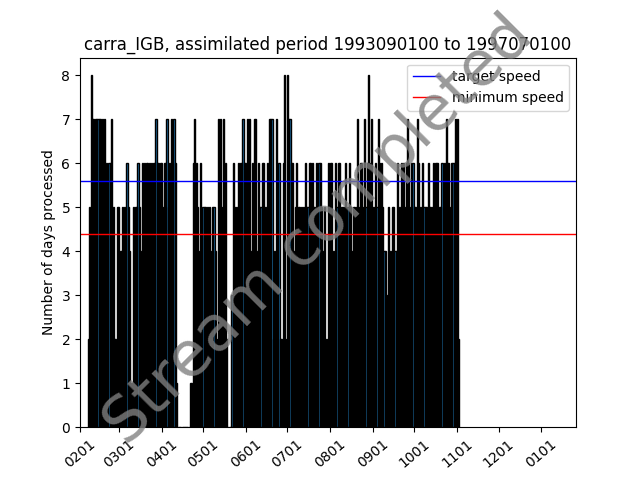 carra_IGB, assimilated period 1993090100 to 1997070100
target speed
minimum speed
Stream completed
Number of days processed
8
7
6
5
4
3
2
1
0
0201 0301 0401 0501 0601 0701 0801 0901 1001 1101 1201 0101